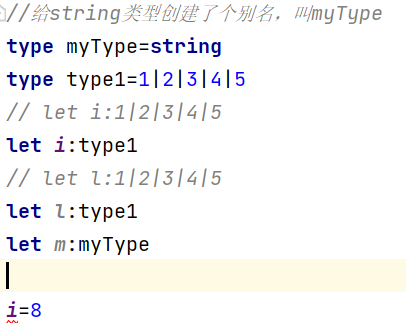 //给string类型创建了个别名，叫myType
type myType=string
type type1=1|2|3|4|5
// let i:1|2|3|4|5
let i:type1
// let l:1|2|3|4|5
let l:type1
let m:myType
i=8